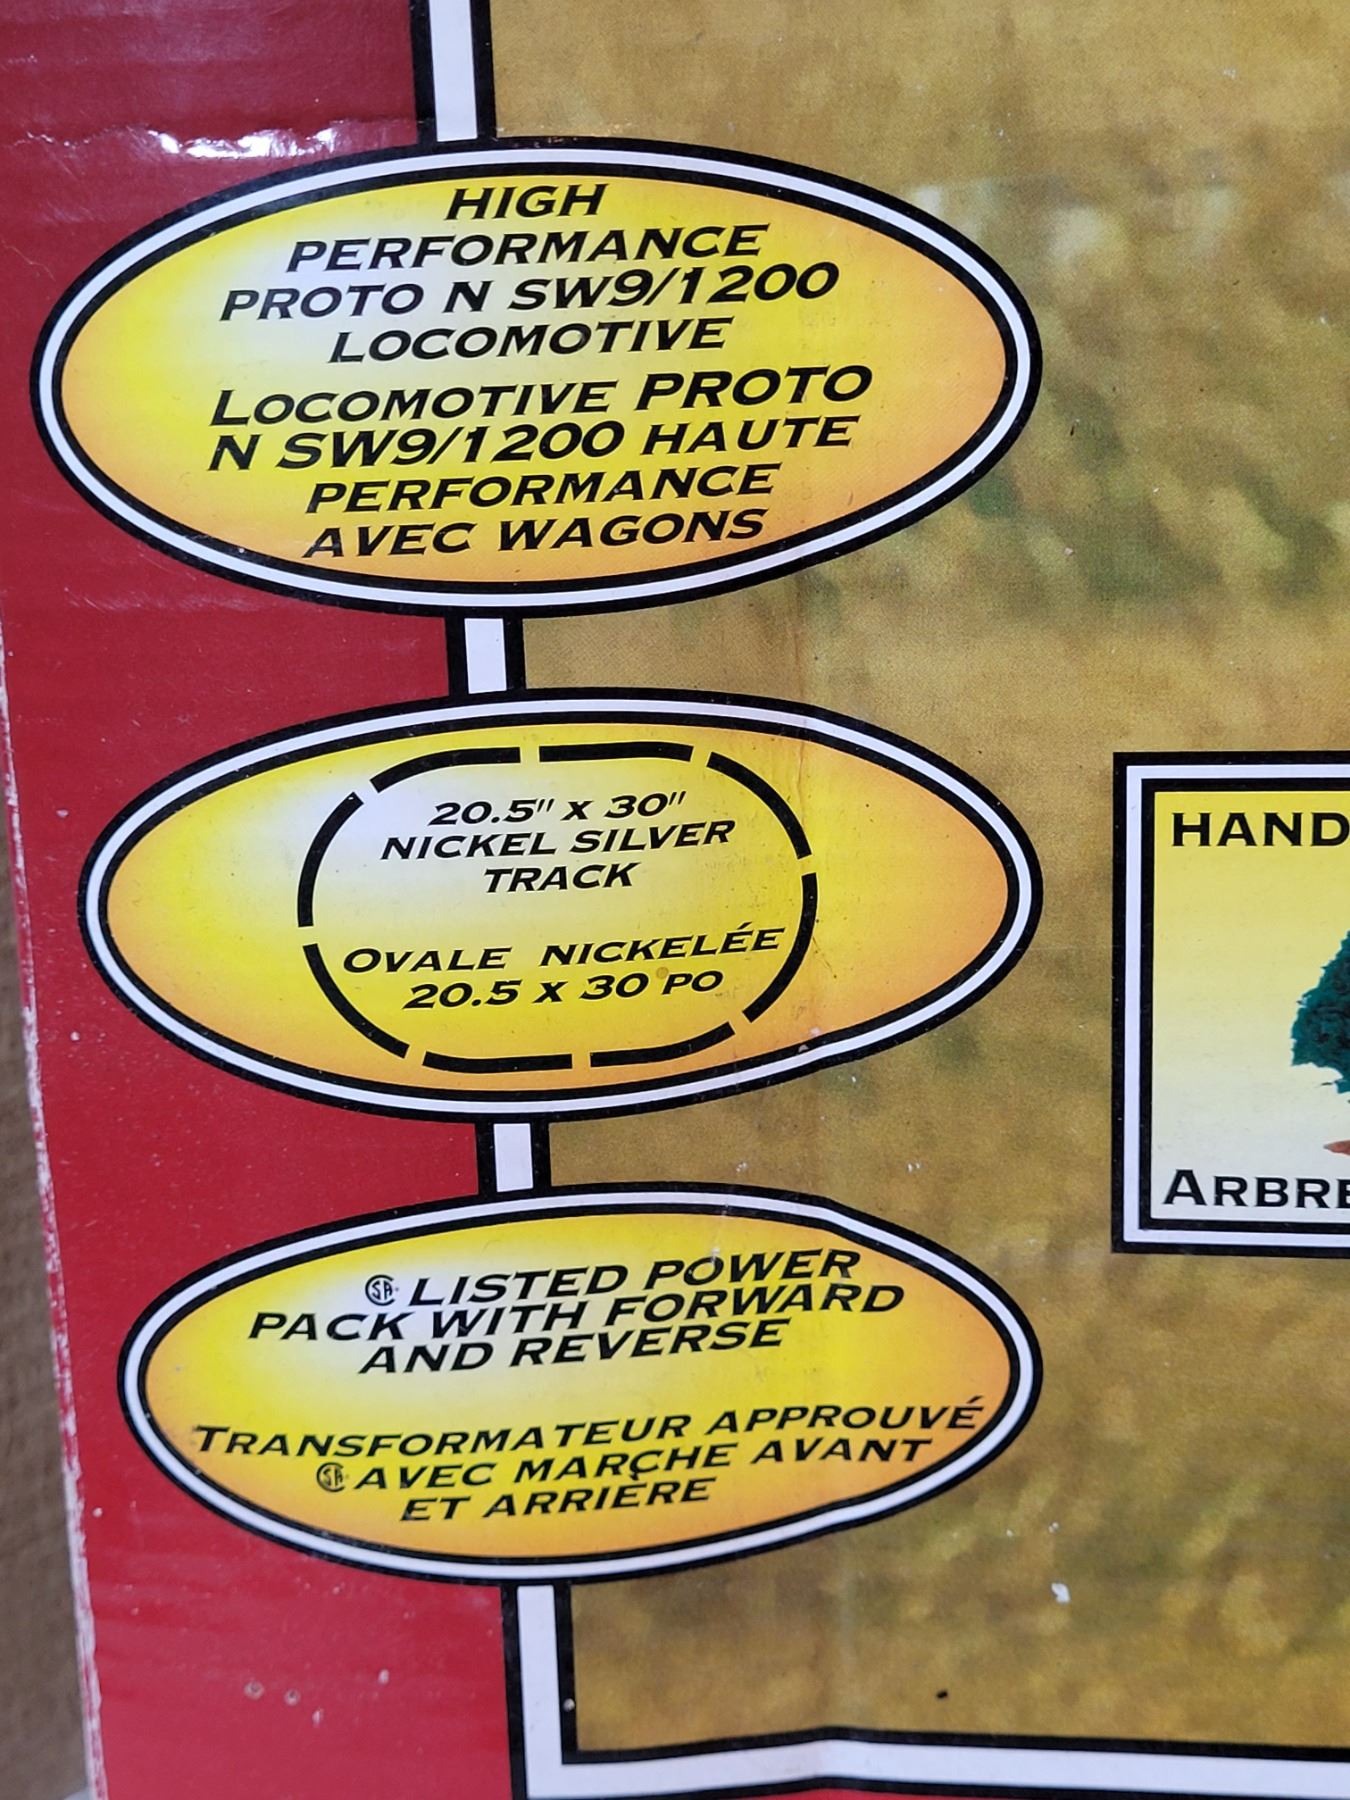 HIGH
PERFORMANCE
PROTO N SW9/1200
LOCOMOTIVE
LOCOMOTIVE PROTO
N SW9/1200 HAUTE
PERFORMANCE
AVEC WAGONS
20.5" X 30"
NICKEL SILVER
TRACK
OVALE NICKELÉE
20.5 X 30 PO
SA LISTED POWER
PACK WITH FORWARD
AND REVERSE
TRANSFORMATEUR APPROUVÉ
SA AVEC MARCHE AVANT
ET ARRIÈRE
HAND
ARBRE